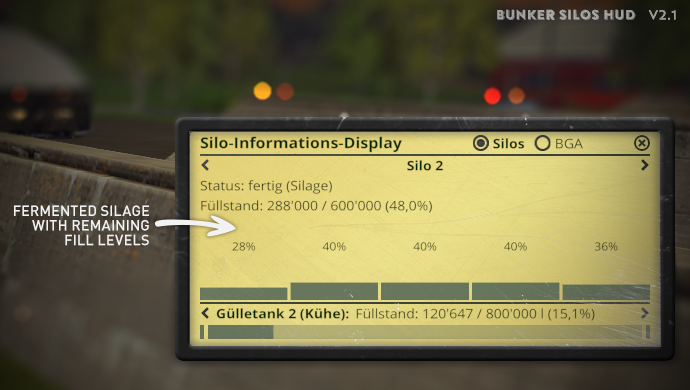 BUNKER SILOS HUD V2.1
Silo-Informations-Display Silos BGA
Silo 2
Status: fertig (Silage)
Füllstand: 288'000 / 600'000 (48,0%)
FERMENTED SILAGE
WITH REMAINING
FILL LEVELS
28% 40% 40% 40% 36%
Gülletank 2 (Kühe): Füllstand: 120'647 / 800'000 l (15,1%)